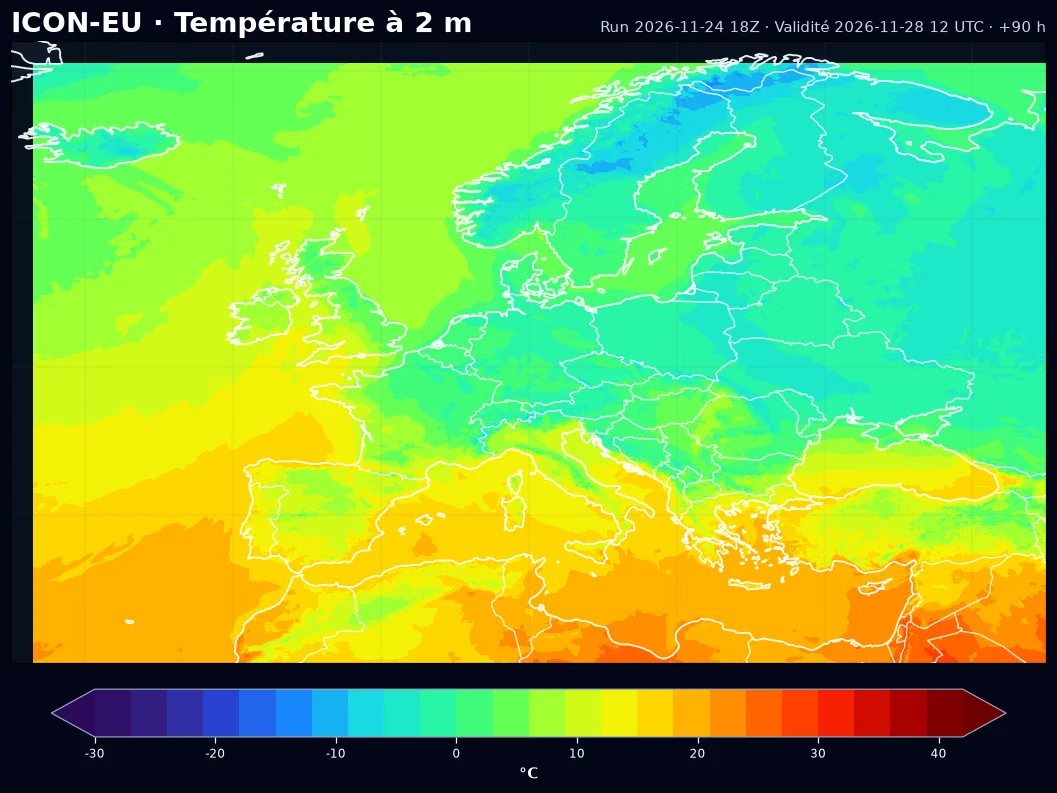 ICON-EU · Température à 2 m
Run 2026-11-24 18Z · Validité 2026-11-28 12 UTC · +90 h
-30 -20 -10 0 10 20 30 40
°C